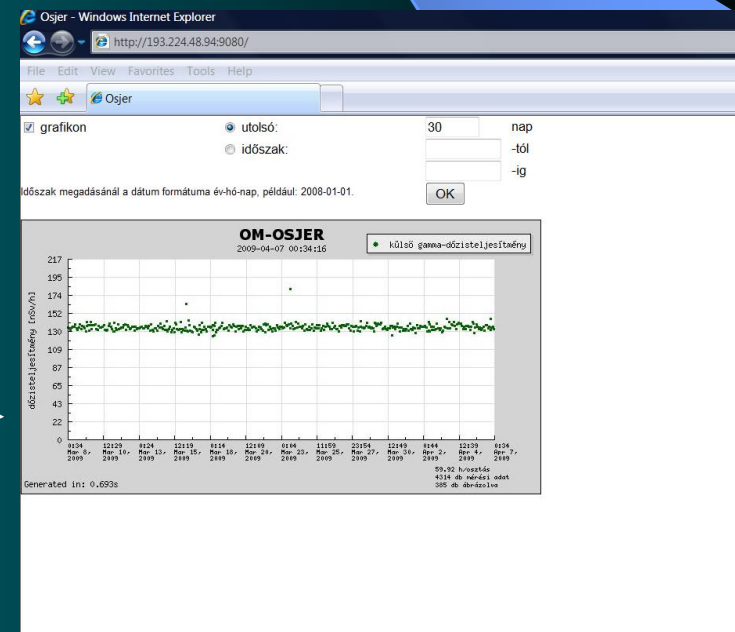 Osjer - Windows Internet Explorer
http://193.224.48.94:9080/
File Edit View Favorites Tools Help
Osjer
grafikon utolsó: 30 nap
időszak: -tól
-ig
Időszak megadásánál a dátum formátuma év-hó-nap, például: 2008-01-01. OK
OM-OSJER
2009-04-07 00:34:16
külső gamma-dózisteljesítmény
dózisteljesítmény [nSv/h]
217
195
174
152
130
109
87
65
43
22
0
0:34 12:29 0:24 12:19 0:14 12:09 0:04 11:59 23:54 12:49 0:44 12:39 0:34
Mar 8, Mar 10, Mar 13, Mar 15, Mar 18, Mar 20, Mar 23, Mar 25, Mar 27, Mar 30, Apr 2, Apr 4, Apr 7,
2009 2009 2009 2009 2009 2009 2009 2009 2009 2009 2009 2009 2009
59.92 h/osztás
4314 db mérési adat
385 db ábrázolva
Generated in: 0.693s